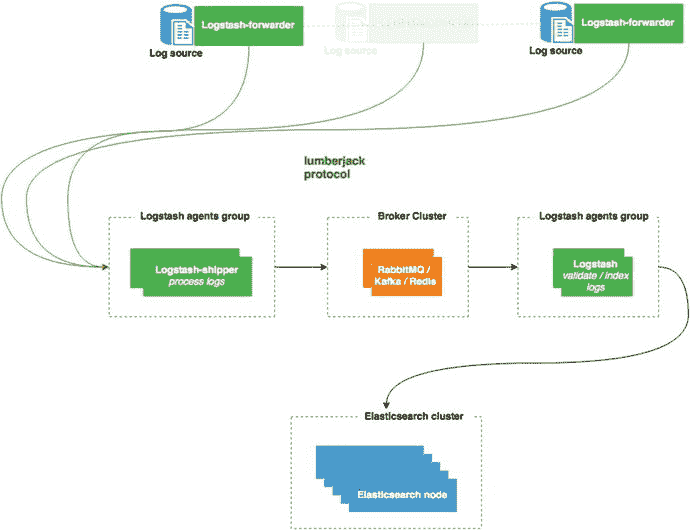 Logstash-forwarder
Logstash-forwarder
Log source
Log source
lumberjack
protocol
Logstash agents group
Broker Cluster
Logstash agents group
Logstash-shipper
process logs
RabbitMQ /
Kafka / Redis
Logstash
validate / index
logs
Elasticsearch cluster
Elasticsearch node